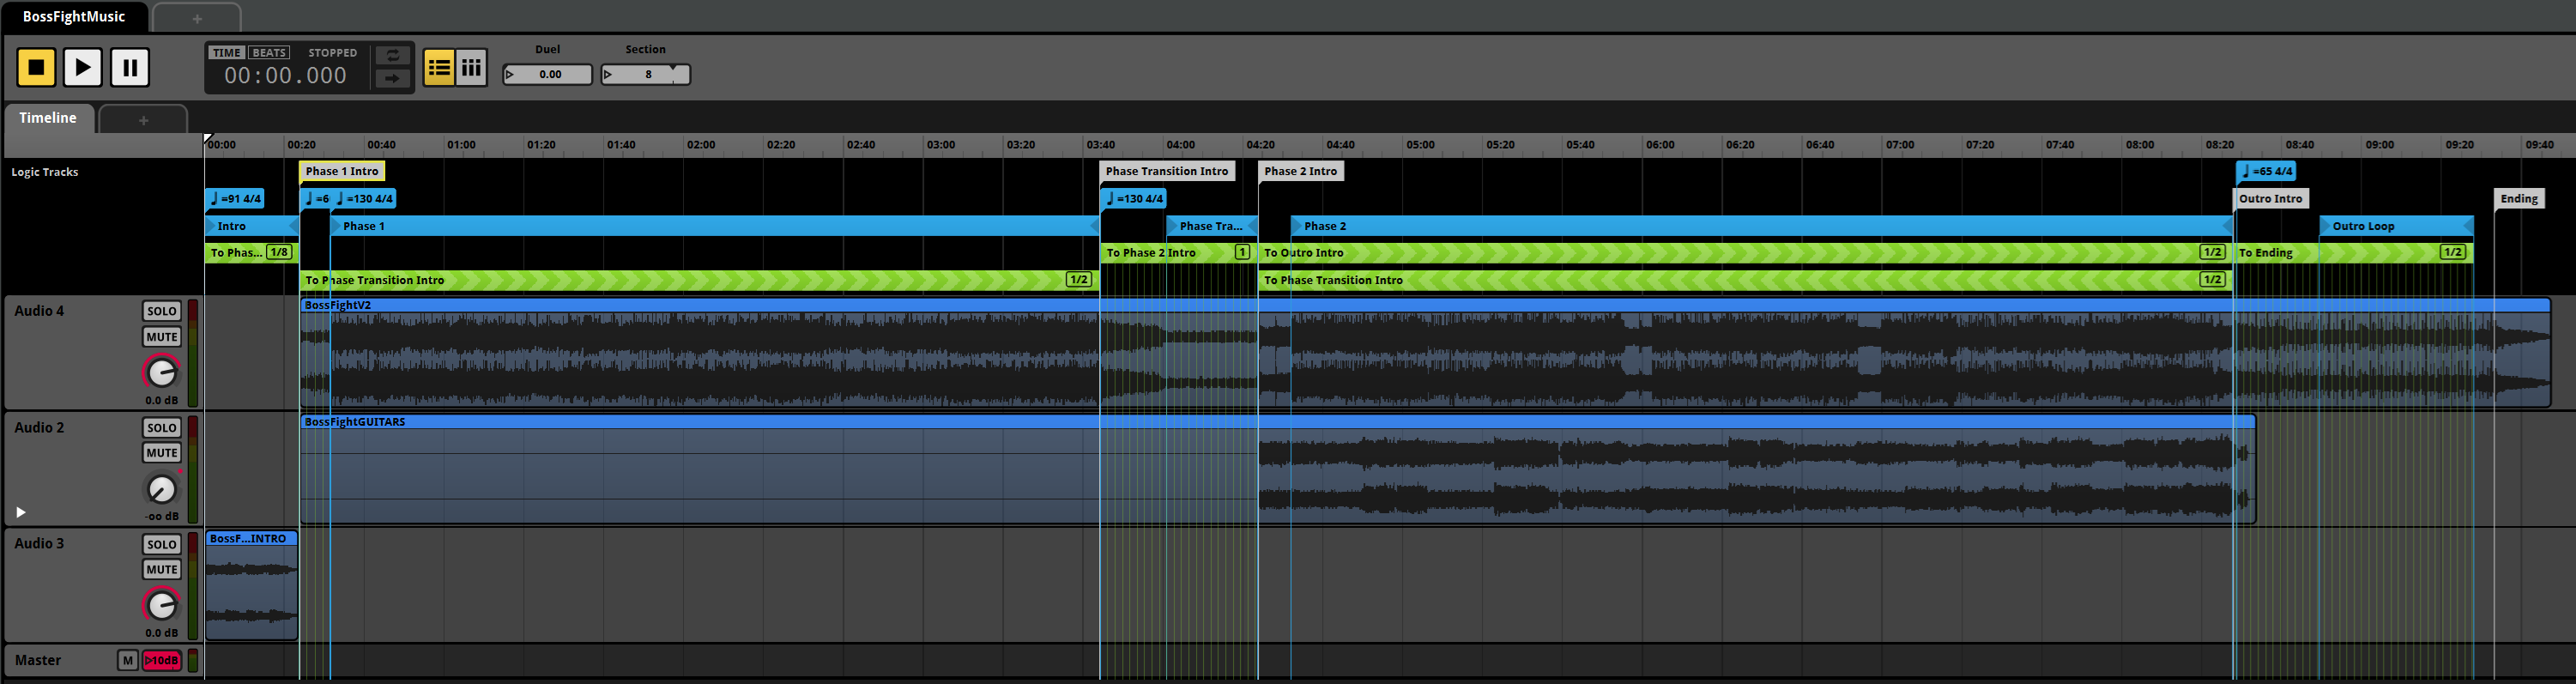 BossFightMusic +
TIME BEATS STOPPED
00:00.000
Duel Section
0.00 8
Timeline +
00:00 00:20 00:40 01:00 01:20 01:40 02:00 02:20 02:40 03:00 03:20 03:40 04:00 04:20 04:40 05:00 05:20 05:40 06:00 06:20 06:40 07:00 07:20 07:40 08:00 08:20 08:40 09:00 09:20 09:40
Logic Tracks Phase 1 Intro Phase Transition Intro Phase 2 Intro ♩=65 4/4
♩=91 4/4 ♩=6 ♩=130 4/4 ♩=130 4/4 Outro Intro Ending
Intro Phase 1 Phase Tra... Phase 2 Outro Loop
To Phas... 1/8 To Phase 2 Intro 1 To Outro Intro 1/2 To Ending 1/2
To Phase Transition Intro 1/2 To Phase Transition Intro 1/2
BossFightV2
Audio 4 SOLO
MUTE
0.0 dB
BossFightGUITARS
Audio 2 SOLO
MUTE
-oo dB
BossF...INTRO
Audio 3 SOLO
MUTE
0.0 dB
Master M 10dB